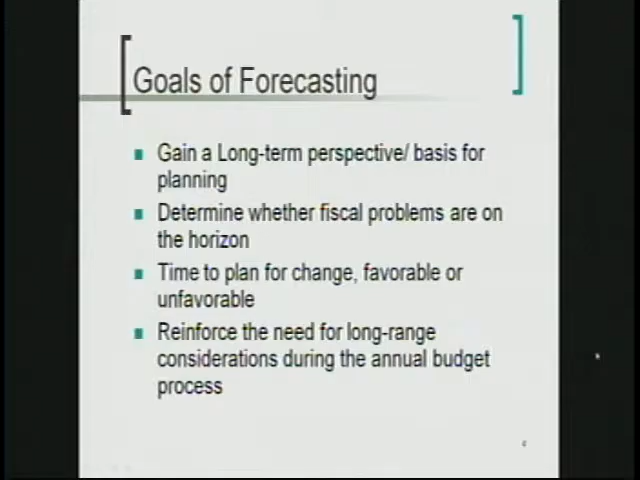 Goals of Forecasting
Gain a Long-term perspective/ basis for
planning
Determine whether fiscal problems are on
the horizon
Time to plan for change, favorable or
unfavorable
Reinforce the need for long-range
considerations during the annual budget
process